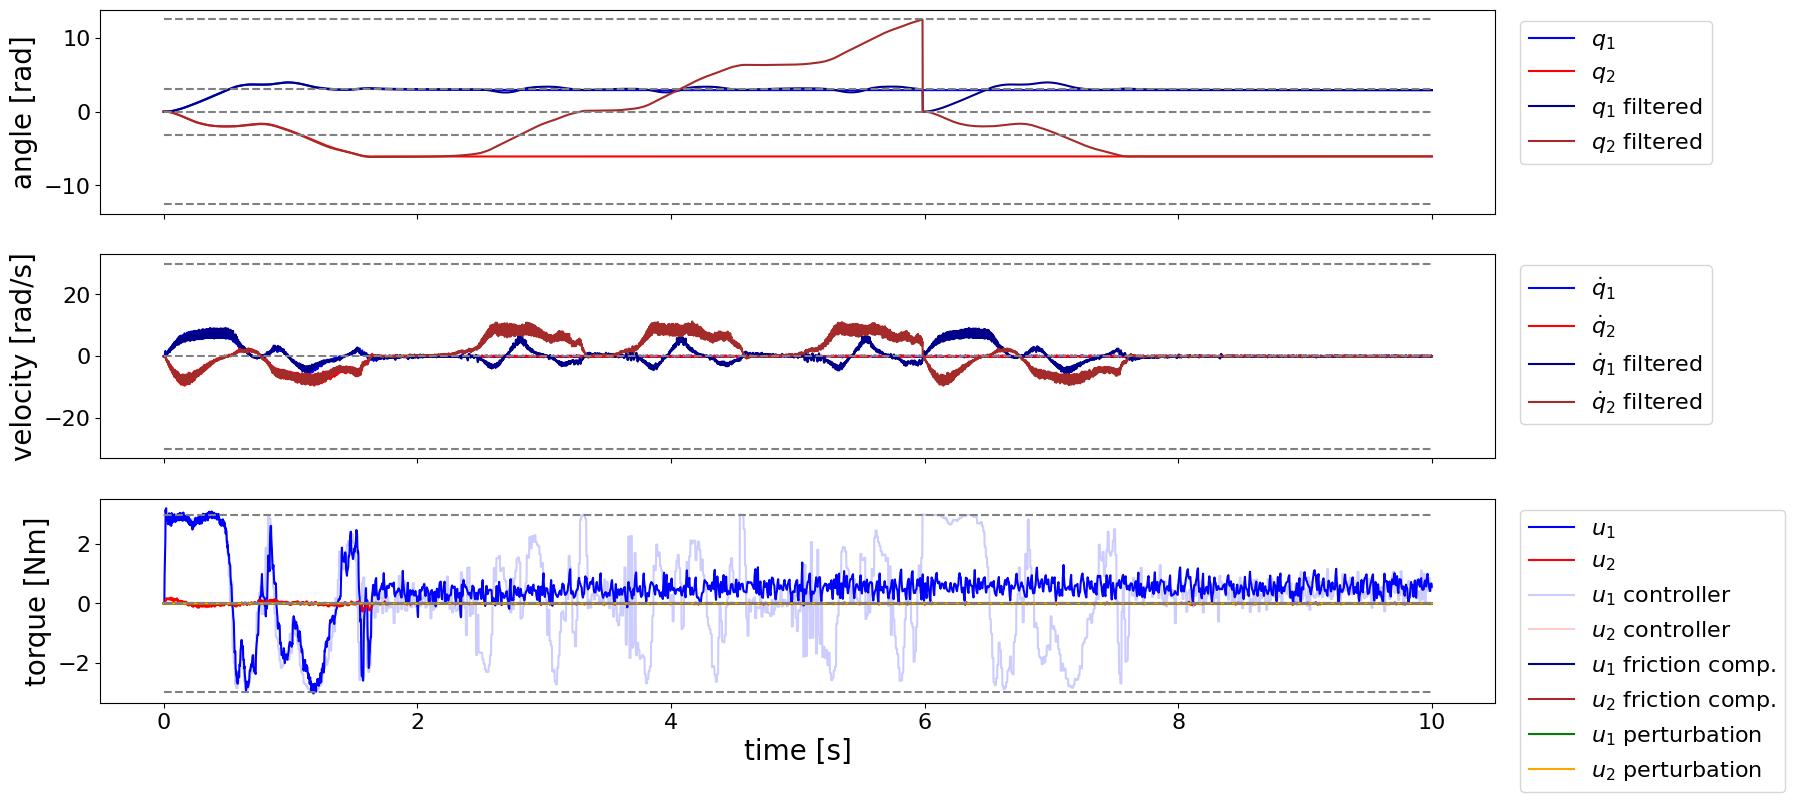 angle [rad]
10
0
−10
q₁
q₂
q₁ filtered
q₂ filtered
velocity [rad/s]
20
0
−20
q̇₁
q̇₂
q̇₁ filtered
q̇₂ filtered
torque [Nm]
2
0
−2
0 2 4 6 8 10
time [s]
u₁
u₂
u₁ controller
u₂ controller
u₁ friction comp.
u₂ friction comp.
u₁ perturbation
u₂ perturbation